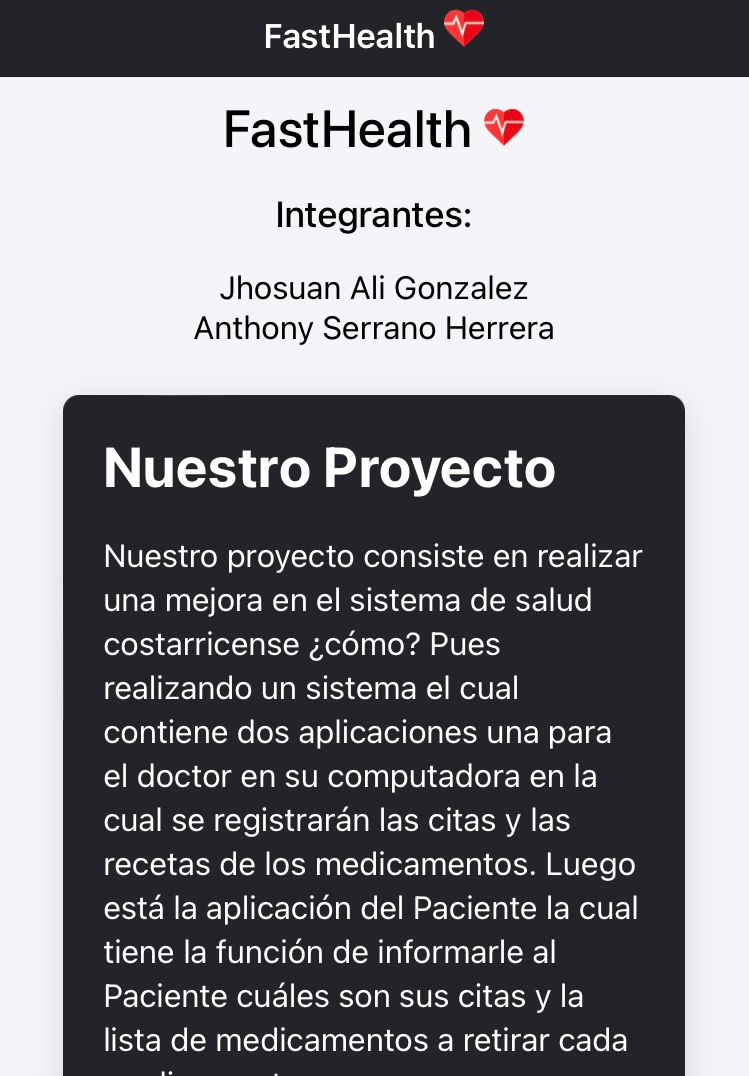 FastHealth
FastHealth
Integrantes:
Jhosuan Ali Gonzalez
Anthony Serrano Herrera
Nuestro Proyecto
Nuestro proyecto consiste en realizar
una mejora en el sistema de salud
costarricense ¿cómo? Pues
realizando un sistema el cual
contiene dos aplicaciones una para
el doctor en su computadora en la
cual se registrarán las citas y las
recetas de los medicamentos. Luego
está la aplicación del Paciente la cual
tiene la función de informarle al
Paciente cuáles son sus citas y la
lista de medicamentos a retirar cada